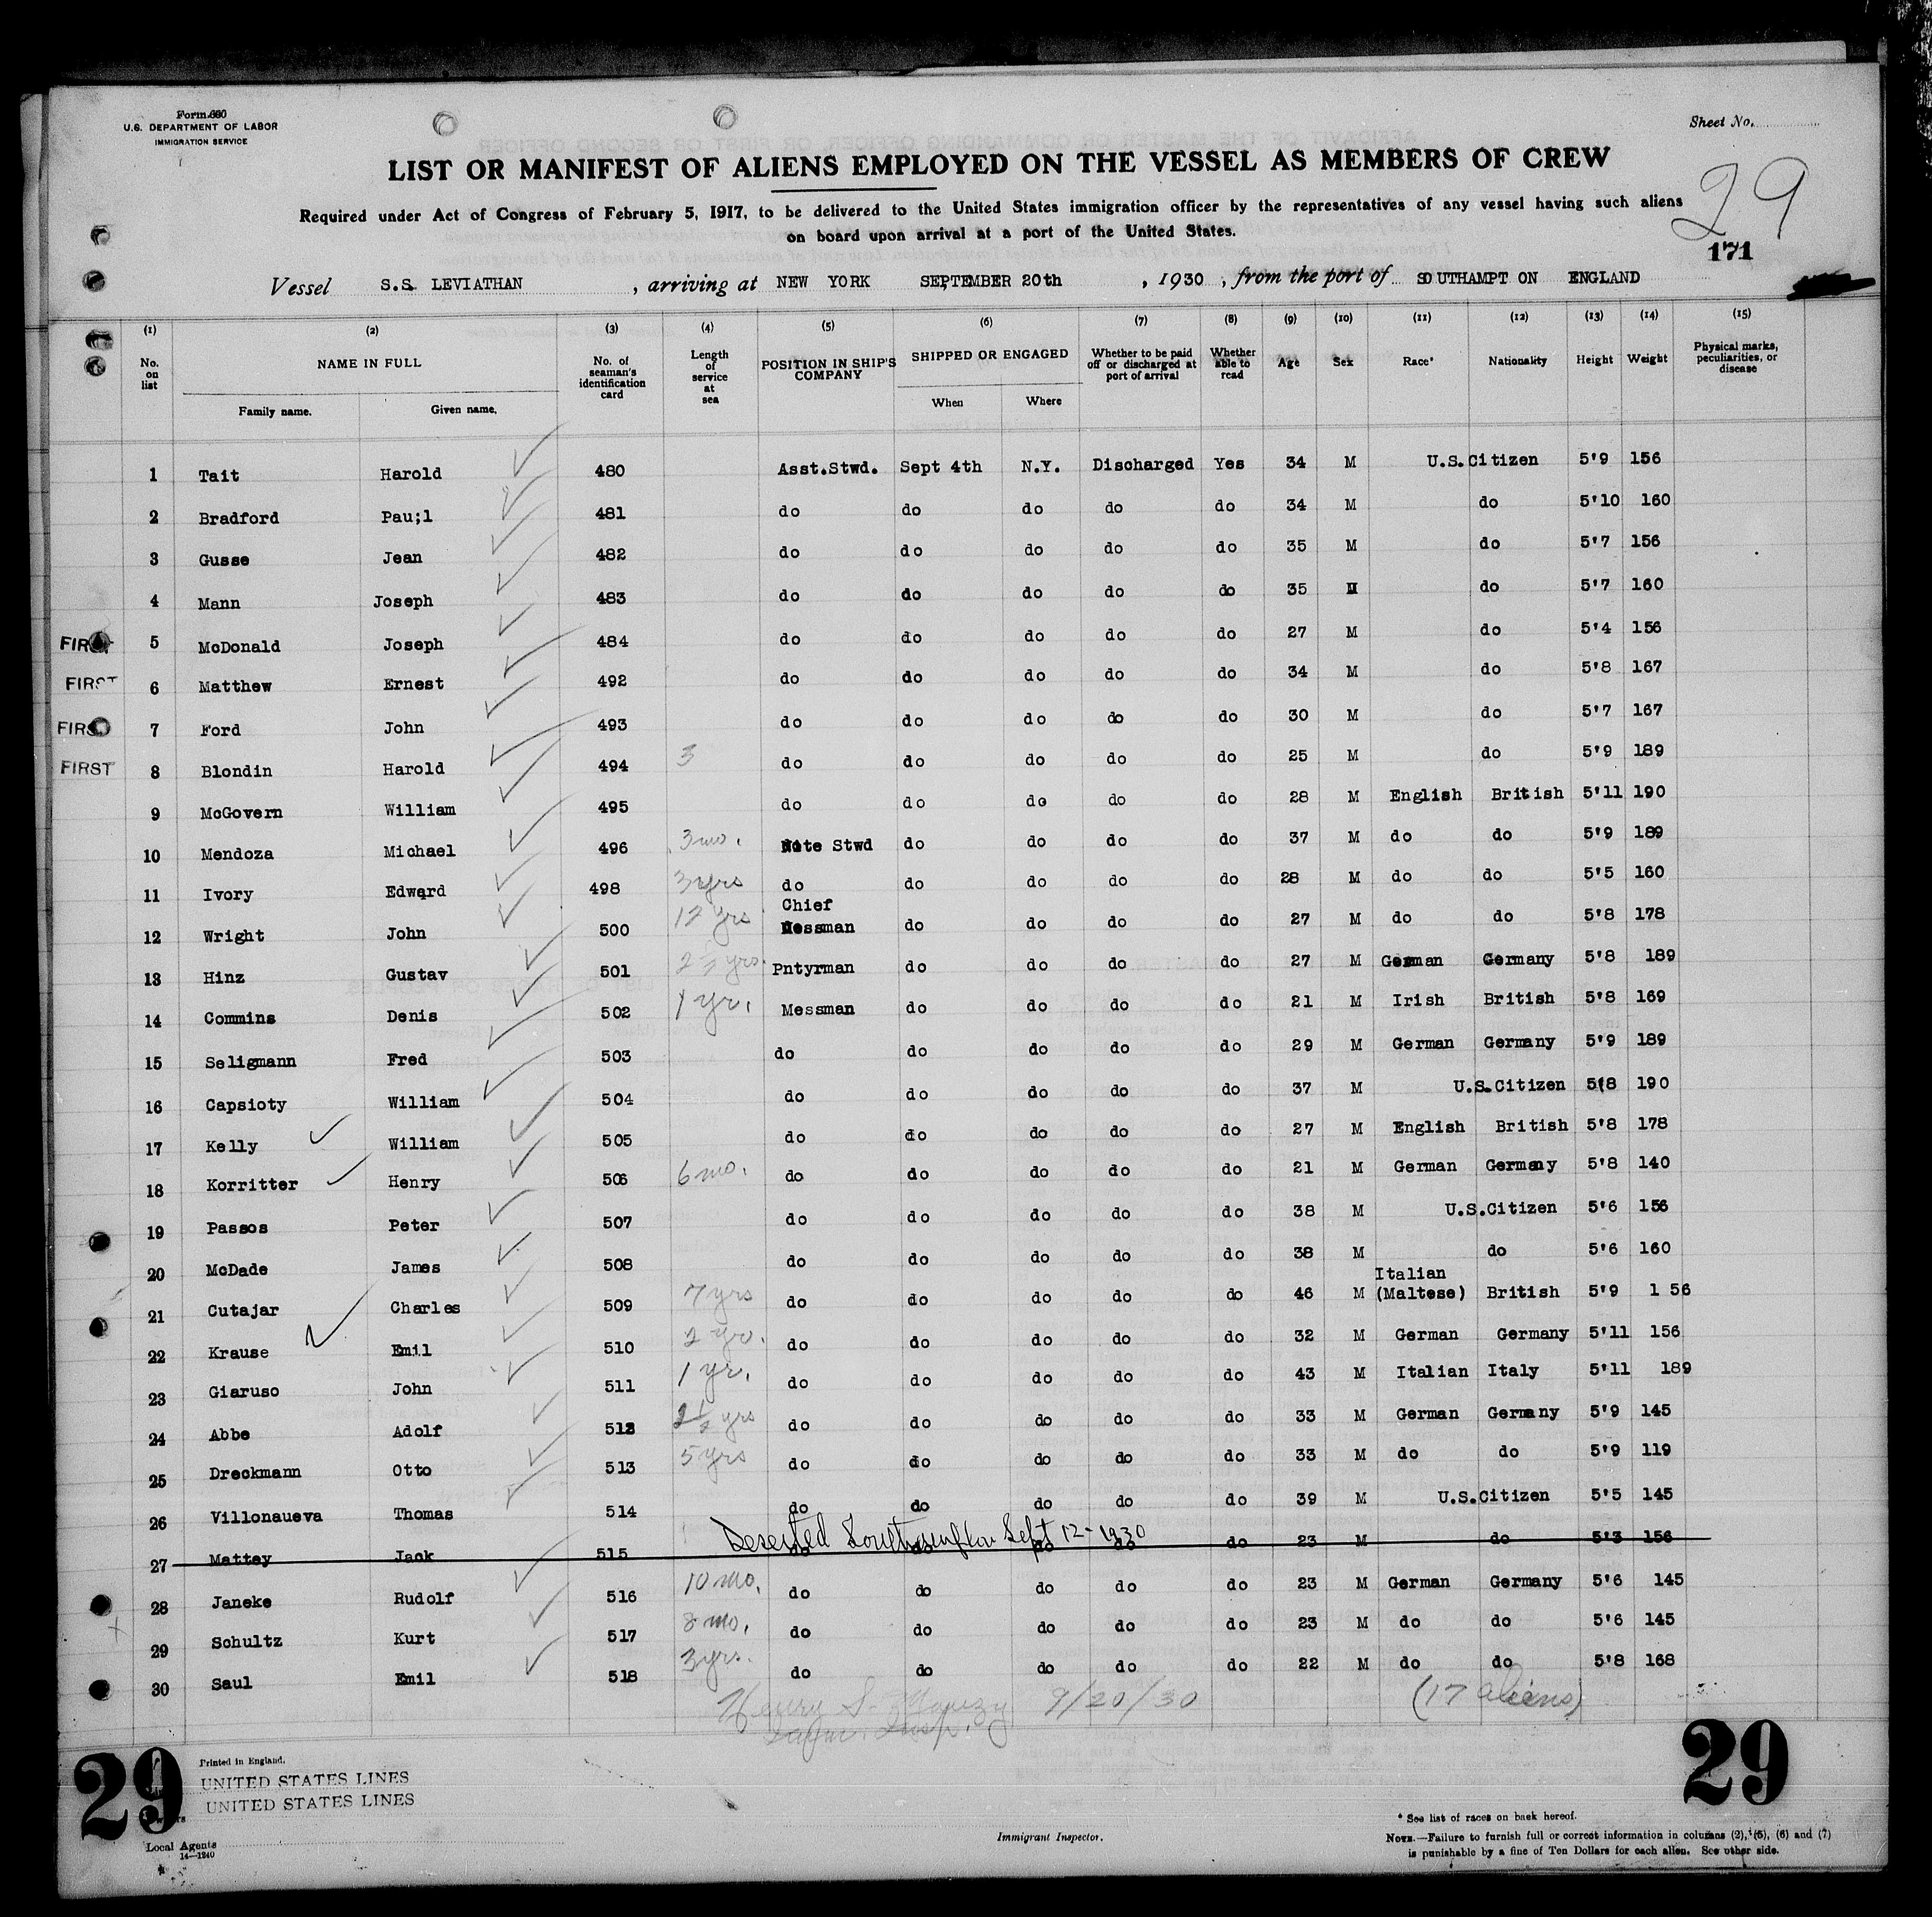 Form 680
U.S. DEPARTMENT OF LABOR
IMMIGRATION SERVICE
Sheet No.
LIST OR MANIFEST OF ALIENS EMPLOYED ON THE VESSEL AS MEMBERS OF CREW
29
Required under Act of Congress of February 5, 1917, to be delivered to the United States immigration officer by the representatives of any vessel having such aliens
on board upon arrival at a port of the United States.
171
Vessel S.S. LEVIATHAN , arriving at NEW YORK SEPTEMBER 20th , 1930 , from the port of SOUTHAMPTON ENGLAND
(1) (2) (3) (4) (5) (6) (7) (8) (9) (10) (11) (12) (13) (14) (15)
No. on list NAME IN FULL Family name. Given name. No. of seaman's identification card Length of service at sea POSITION IN SHIP'S COMPANY SHIPPED OR ENGAGED When Where Whether to be paid off or discharged at port of arrival Whether able to read Age Sex Race* Nationality Height Weight Physical marks, peculiarities, or disease
1 Tait Harold 480 Asst.Stwd. Sept 4th N.Y. Discharged Yes 34 M U.S.Citizen 5'9 156
2 Bradford Pau;l 481 do do do do do 34 M do 5'10 160
3 Gusse Jean 482 do do do do do 35 M do 5'7 156
4 Mann Joseph 483 do do do do do 35 M do 5'7 160
FIRST 5 McDonald Joseph 484 do do do do do 27 M do 5'4 156
FIRST 6 Matthew Ernest 492 do do do do do 34 M do 5'8 167
FIRST 7 Ford John 493 do do do do do 30 M do 5'7 167
FIRST 8 Blondin Harold 494 3 do do do do do 25 M do 5'9 189
9 McGovern William 495 do do do do do 28 M English British 5'11 190
10 Mendoza Michael 496 3 mo. Nite Stwd do do do do 37 M do do 5'9 189
11 Ivory Edward 498 yrs do do do do do 28 M do do 5'5 160
12 Wright John 500 12 yrs Chief Messman do do do do 27 M do do 5'8 178
13 Hinz Gustav 501 yrs. Pntyrman do do do do 27 M German Germany 5'8 189
14 Commins Denis 502 1 yr. Messman do do do do 21 M Irish British 5'8 169
15 Seligmann Fred 503 do do do do do 29 M German Germany 5'9 189
16 Capsioty William 504 do do do do do 37 M U.S.Citizen 5'8 190
17 Kelly William 505 do do do do do 27 M English British 5'8 178
18 Korritter Henry 506 6 mo. do do do do do 21 M German Germany 5'8 140
19 Passos Peter 507 do do do do do 38 M U.S.Citizen 5'6 156
20 McDade James 508 do do do do do 38 M do 5'6 160
21 Cutajar Charles 509 7 yrs do do do do do 46 M Italian (Maltese) British 5'9 1 56
22 Krause Emil 510 2 yr. do do do do do 32 M German Germany 5'11 156
23 Giaruso John 511 1 yr. do do do do do 43 M Italian Italy 5'11 189
24 Abbe Adolf 512 2½ yrs do do do do do 33 M German Germany 5'9 145
25 Dreckmann Otto 513 5 yrs do do do do do 33 M do do 5'9 119
26 Villonaueva Thomas 514 do do do do do 39 M U.S.Citizen 5'5 145
27 Mattey Jack 515 Deserted Southampton Sept 12-1930 do do do do do 23 M do 5'3 156
28 Janeke Rudolf 516 10 mo. do do do do do 23 M German Germany 5'6 145
29 Schultz Kurt 517 8 mo. do do do do do 23 M do do 5'6 145
30 Saul Emil 518 3 yrs. do do do do do 22 M do do 5'8 168
Henry S. 9/20/30 (17 aliens)
Insp.
29
Printed in England.
UNITED STATES LINES
UNITED STATES LINES
Local Agents
14—1240
Immigrant Inspector.
29
* See list of races on back hereof.
NOTE.—Failure to furnish full or correct information in columns (2), (5), (6) and (7)
is punishable by a fine of Ten Dollars for each alien. See other side.